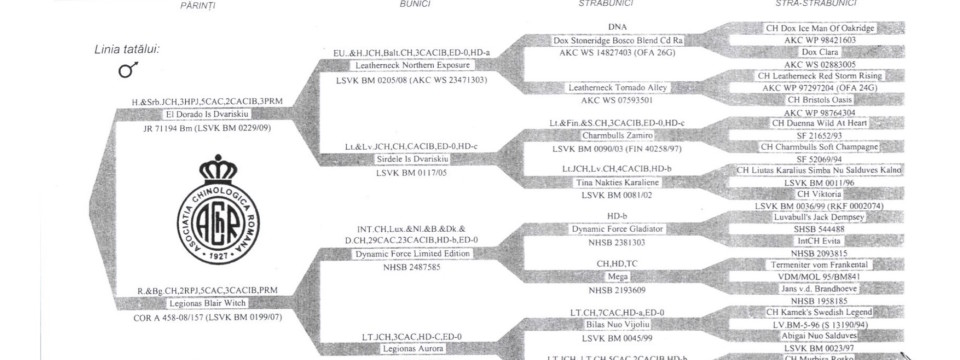 PĂRINŢI
BUNICI
STRĂBUNICI
STRĂ-STRĂBUNICI
Linia tatălui:
H.&Srb.JCH,3HPJ,5CAC,2CACIB,3PRM
El Dorado Is Dvariskiu
JR 71194 Bm (LSVK BM 0229/09)
ASOCIATIA CHINOLOGICA ROMANA
AChR
1927
R.&Bg.CH,2RPJ,5CAC,3CACIB,PRM
Legionas Blair Witch
COR A 458-08/157 (LSVK BM 0199/07)
EU..&H.JCH,Balt.CH,3CACIB,ED-0,HD-a
Leatherneck Northern Exposure
LSVK BM 0205/08 (AKC WS 23471303)
Lt.&Lv.JCH,CH,CACIB,ED-0,HD-c
Sirdele Is Dvariskiu
LSVK BM 0117/05
INT.CH,Lux.&Nl.&B.&Dk &
D.CH,29CAC,23CACIB,HD-b,ED-0
Dynamic Force Limited Edition
NHSB 2487585
LT.JCH,3CAC,HD-C,ED-0
Legionas Aurora
DNA
Dox Stoneridge Bosco Blend Cd Ra
AKC WS 14827403 (OFA 26G)
Leatherneck Tornado Alley
AKC WS 07593501
Lt.&Fin.&S.CH,3CACIB,ED-0,HD-c
Charmbulls Zamiro
LSVK BM 0090/03 (FIN 40258/97)
Lt.JCH,Lv.CH,4CACIB,HD-b
Tina Nakties Karaliene
LSVK BM 0081/02
HD-b
Dynamic Force Gladiator
NHSB 2381303
CH,HD,TC
Mega
NHSB 2193609
LT.CH,7CAC,HD-a,ED-0
Bilas Nuo Vijoliu
LSVK BM 0045/99
LT.JCH, LT.CH,5CAC,2CACIB,HD-b
CH Dox Ice Man Of Oakridge
AKC WP 98421603
Dox Clara
AKC WS 02883005
CH Leatherneck Red Storm Rising
AKC WP 97297204 (OFA 24G)
CH Bristols Oasis
AKC WP 98764304
CH Duenna Wild At Heart
SF 21652/93
CH Charmbulls Soft Champagne
SF 52069/94
CH Liutas Karalius Simba Nu Salduves Kalno
LSVK BM 0011/96
CH Viktoria
LSVK BM 0036/99 (RKF 0002074)
Luvabull's Jack Dempsey
SHSB 544488
IntCH Evita
NHSB 2093815
Termeniter vom Frankental
VDM/MOL 95/BM841
Jans v.d. Brandhoeve
NHSB 1958185
CH Kamek's Swedish Legend
LV.BM-5-96 (S 13190/94)
Abigai Nuo Salduves
LSVK BM 0023/97